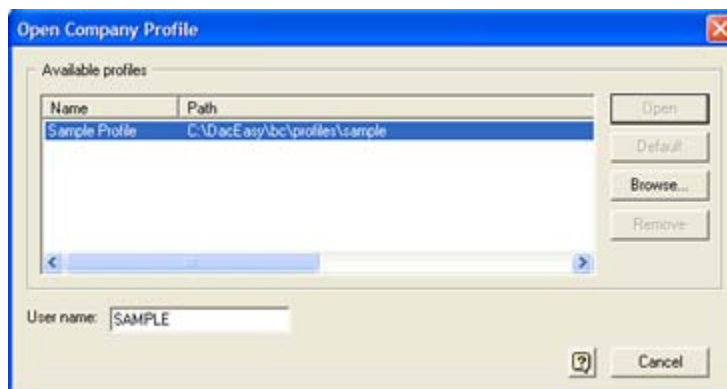 Open Company Profile
Available profiles
Name Path
Sample Profile C:\DacEasy\bc\profiles\sample
Open
Default
Browse...
Remove
User name: SAMPLE
Cancel